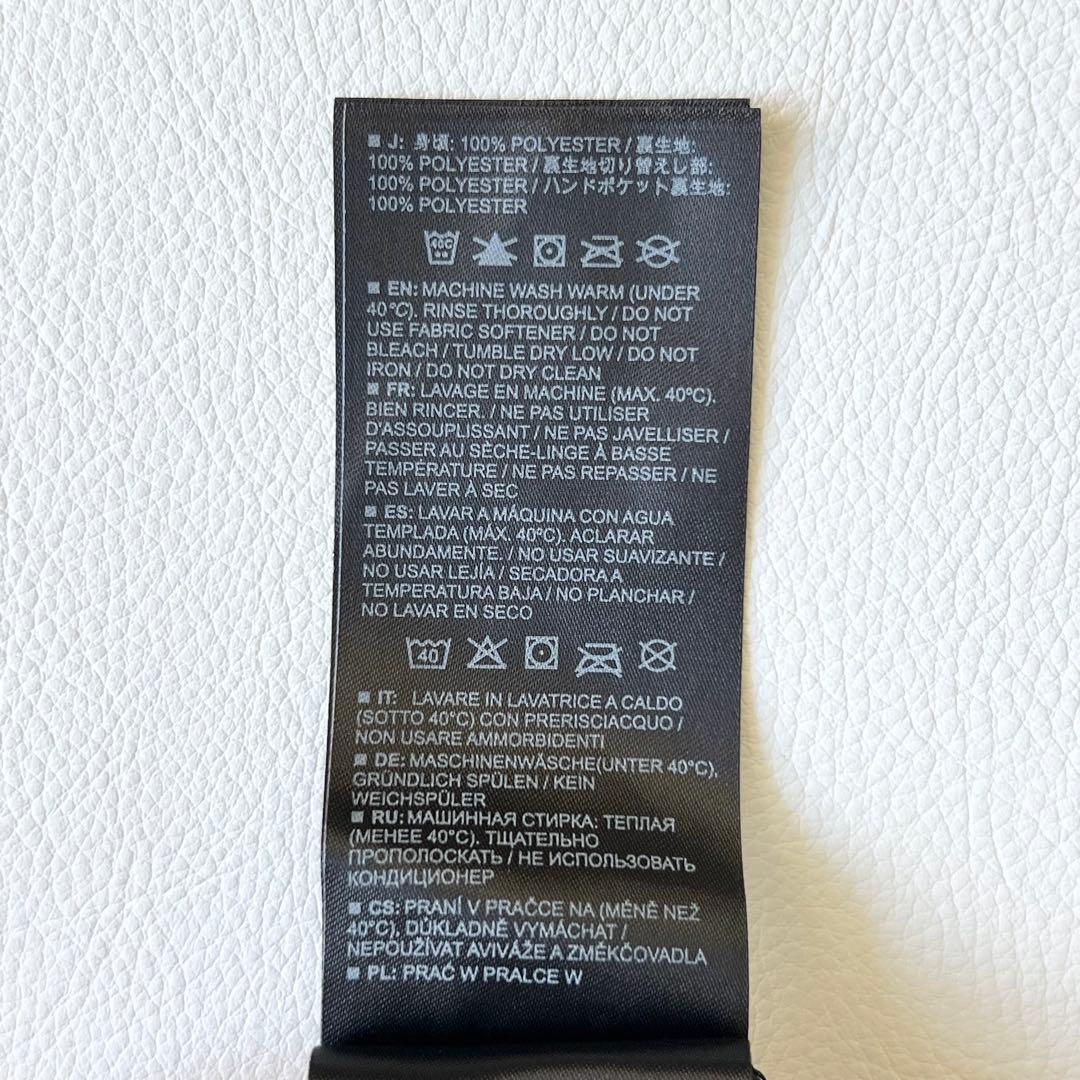 ■ J: 身頃: 100% POLYESTER / 裏生地:
100% POLYESTER / 裏生地切り替えし部:
100% POLYESTER / ハンドポケット裏生地:
100% POLYESTER
40C
■ EN: MACHINE WASH WARM (UNDER
40°C). RINSE THOROUGHLY / DO NOT
USE FABRIC SOFTENER / DO NOT
BLEACH / TUMBLE DRY LOW / DO NOT
IRON / DO NOT DRY CLEAN
■ FR: LAVAGE EN MACHINE (MAX. 40ºC).
BIEN RINCER. / NE PAS UTILISER
D'ASSOUPLISSANT / NE PAS JAVELLISER /
PASSER AU SÈCHE-LINGE À BASSE
TEMPÉRATURE / NE PAS REPASSER / NE
PAS LAVER À SEC
■ ES: LAVAR A MÁQUINA CON AGUA
TEMPLADA (MÁX. 40ºC). ACLARAR
ABUNDAMENTE. / NO USAR SUAVIZANTE /
NO USAR LEJÍA / SECADORA A
TEMPERATURA BAJA / NO PLANCHAR /
NO LAVAR EN SECO
40
■ IT: LAVARE IN LAVATRICE A CALDO
(SOTTO 40°C) CON PRERISCIACQUO /
NON USARE AMMORBIDENTI
■ DE: MASCHINENWÄSCHE(UNTER 40°C),
GRÜNDLICH SPÜLEN / KEIN
WEICHSPÜLER
■ RU: МАШИННАЯ СТИРКА: ТЕПЛАЯ
(МЕНЕЕ 40°C). ТЩАТЕЛЬНО
ПРОПОЛОСКАТЬ / НЕ ИСПОЛЬЗОВАТЬ
КОНДИЦИОНЕР
■ CS: PRANÍ V PRAČCE NA (MÉNĚ NEŽ
40°C), DŮKLADNĚ VYMÁCHAT /
NEPOUŽÍVAT AVIVÁŽE A ZMĚKČOVADLA
■ PL: PRAĆ W PRALCE W